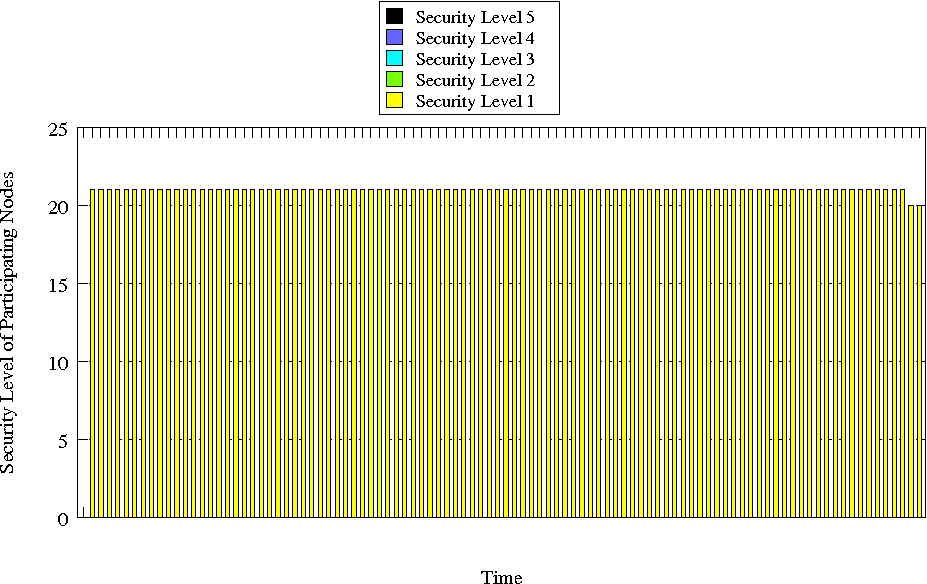 Security Level 5
Security Level 4
Security Level 3
Security Level 2
Security Level 1
25
20
15
10
5
0
Security Level of Participating Nodes
Time